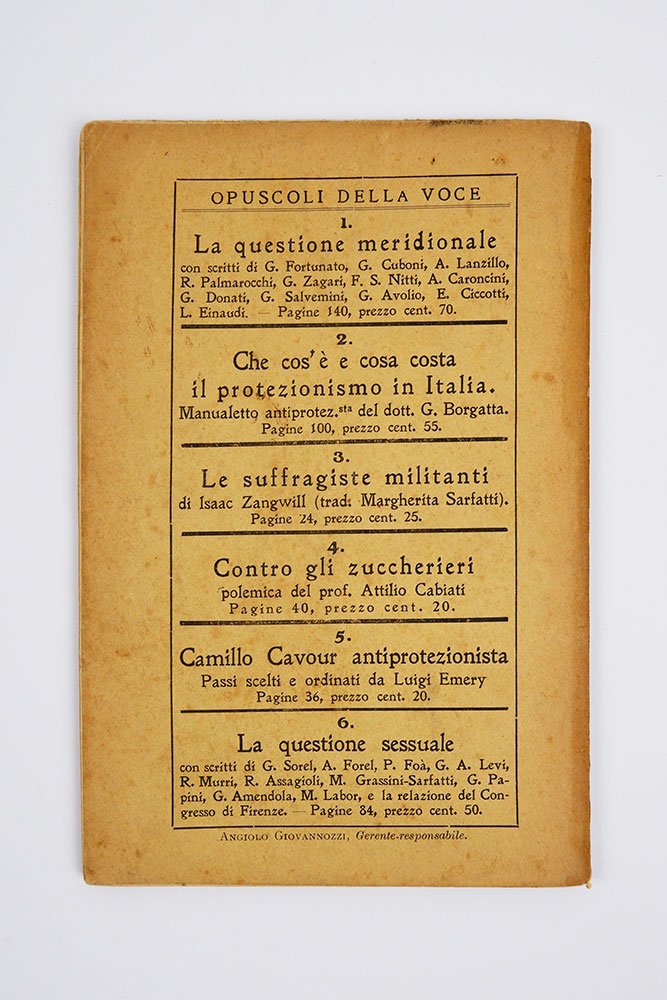 OPUSCOLI DELLA VOCE
1.
La questione meridionale
con scritti di G. Fortunato, G. Cuboni, A. Lanzillo,
R. Palmarocchi, G. Zagari, F. S. Nitti, A. Caroncini,
G. Donati, G. Salvemini, G. Avolio, E. Ciccotti,
L. Einaudi. — Pagine 140, prezzo cent. 70.
2.
Che cos'è e cosa costa
il protezionismo in Italia.
Manualetto antiprotez.sta del dott. G. Borgatta.
Pagine 100, prezzo cent. 55.
3.
Le suffragiste militanti
di Isaac Zangwill (trad. Margherita Sarfatti).
Pagine 24, prezzo cent. 25.
4.
Contro gli zuccherieri
polemica del prof. Attilio Cabiati
Pagine 40, prezzo cent. 20.
5.
Camillo Cavour antiprotezionista
Passi scelti e ordinati da Luigi Emery
Pagine 36, prezzo cent. 20.
6.
La questione sessuale
con scritti di G. Sorel, A. Forel, P. Foà, G. A. Levi,
R. Murri, R. Assagioli, M. Grassini-Sarfatti, G. Pa-
pini, G. Amendola, M. Labor, e la relazione del Con-
gresso di Firenze. — Pagine 84, prezzo cent. 50.
ANGIOLO GIOVANNOZZI, Gerente-responsabile.